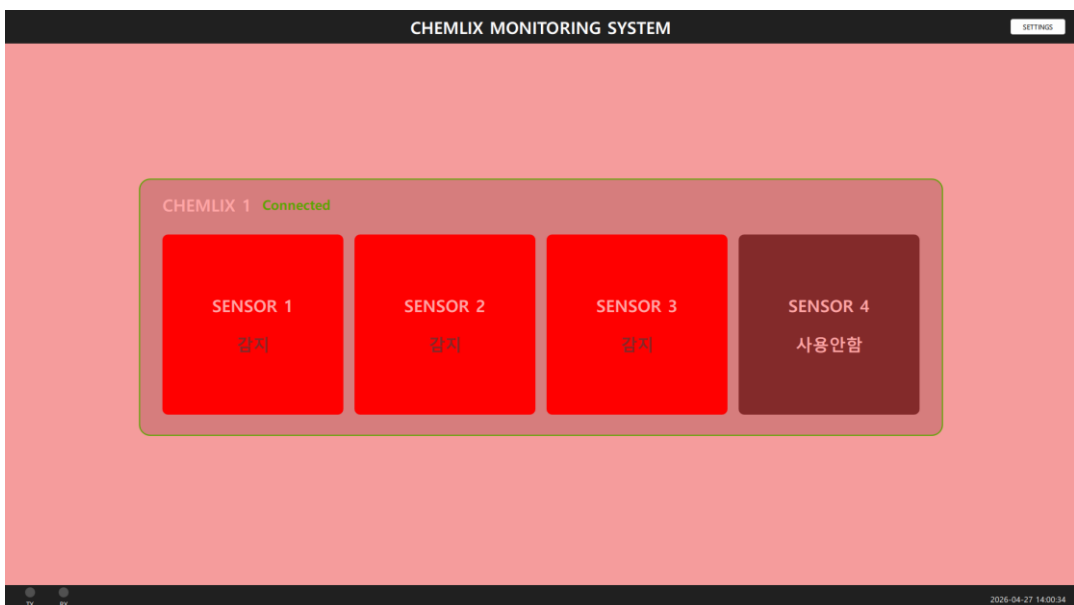 CHEMLIX MONITORING SYSTEM
SETTINGS
CHEMLIX 1 Connected
SENSOR 1
감지
SENSOR 2
감지
SENSOR 3
감지
SENSOR 4
사용안함
TX RX
2026-04-27 14:00:34